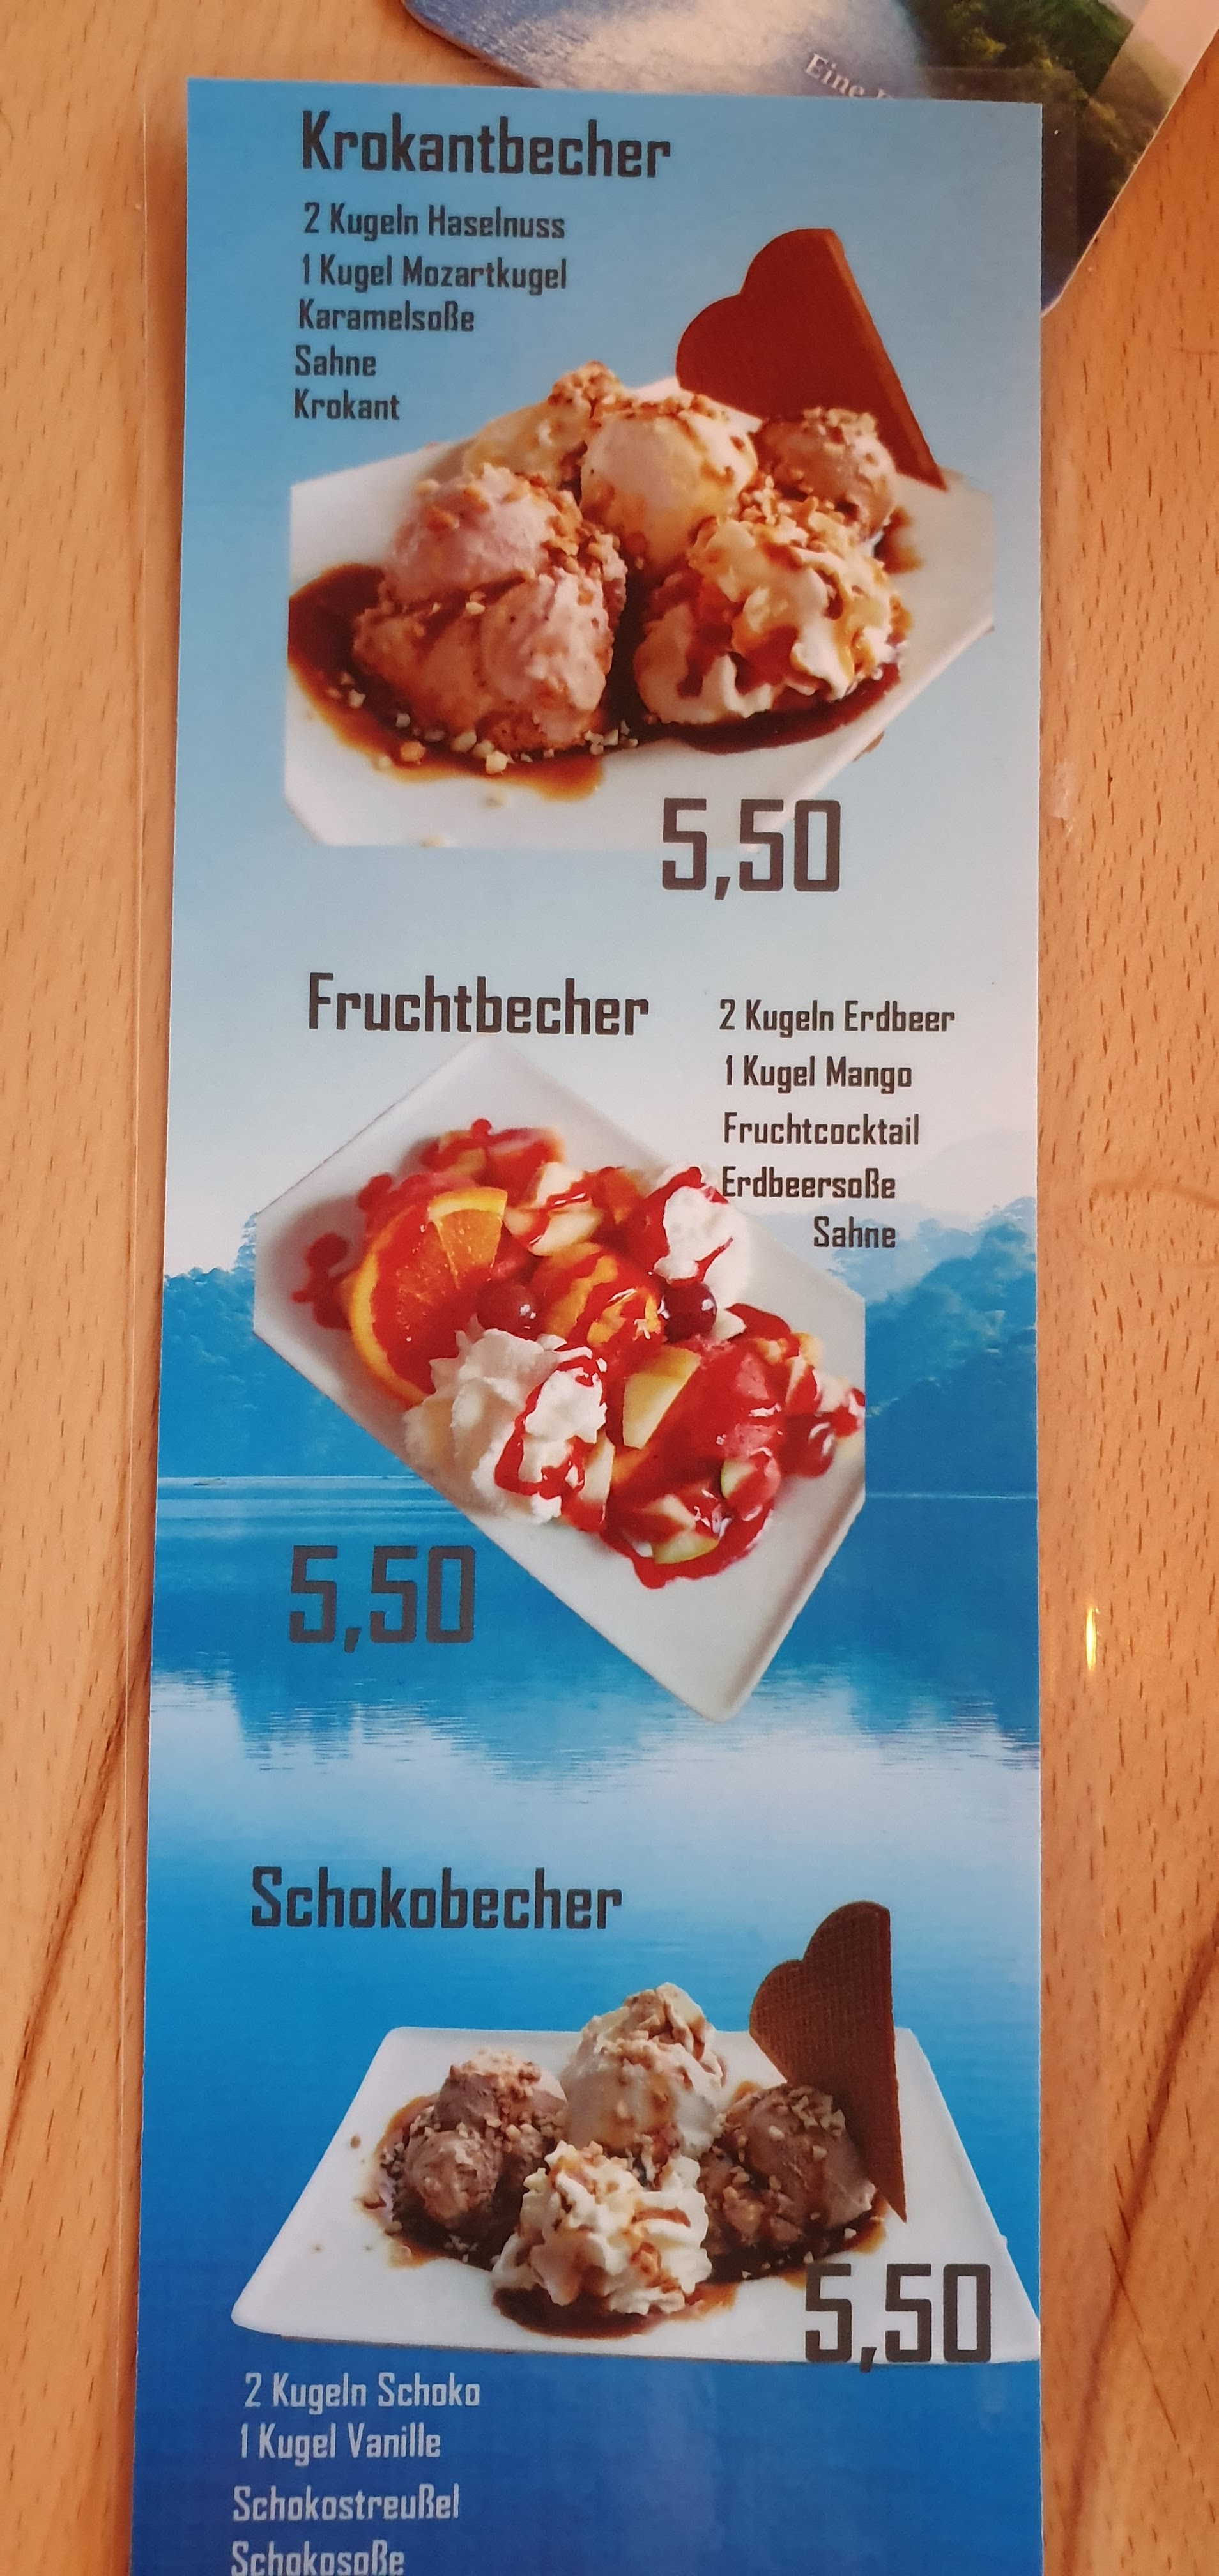 Eine
Krokantbecher
2 Kugeln Haselnuss
1 Kugel Mozartkugel
Karamelsoße
Sahne
Krokant
5,50
Fruchtbecher
2 Kugeln Erdbeer
1 Kugel Mango
Fruchtcocktail
Erdbeersoße
Sahne
5,50
Schokobecher
5,50
2 Kugeln Schoko
1 Kugel Vanille
Schokostreußel
Schokosoße